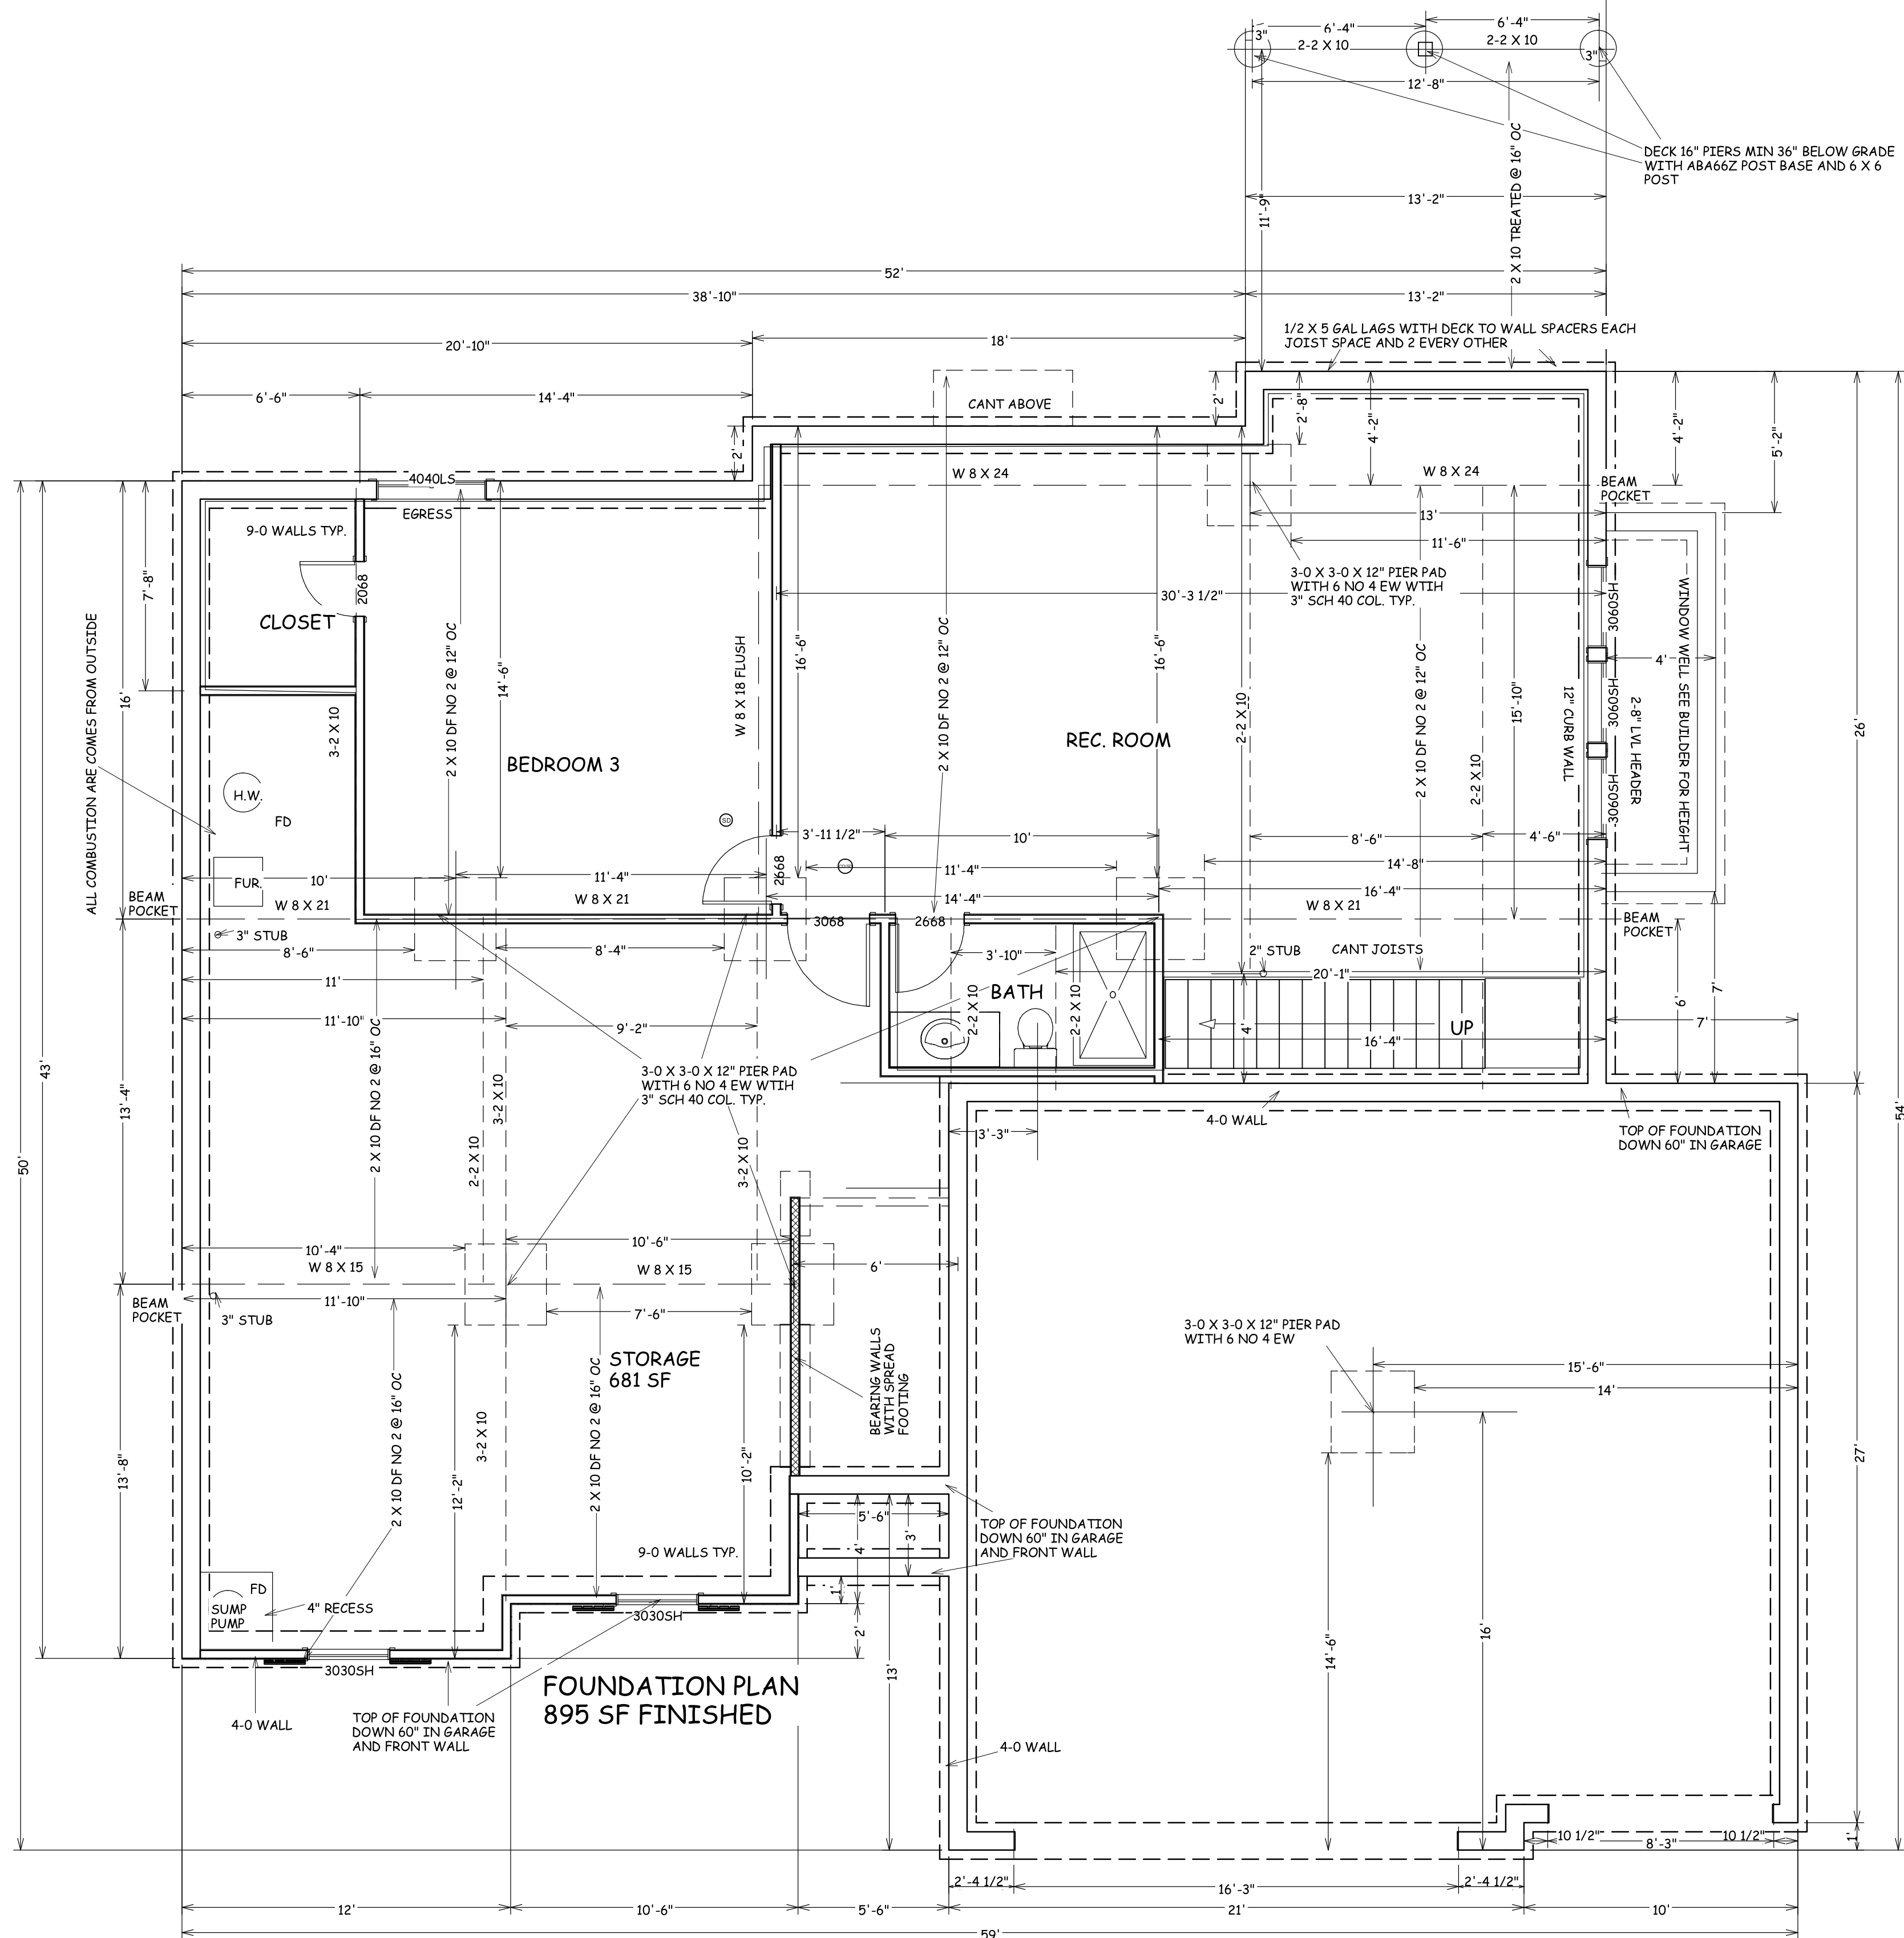 6'-4"
6'-4"
3"
2-2 X 10
2-2 X 10
3"
12'-8"
DECK 16" PIERS MIN 36" BELOW GRADE
WITH ABA66Z POST BASE AND 6 X 6
POST
2 X 10 TREATED @ 16" OC
13'-2"
11'-9"
52'
38'-10"
13'-2"
1/2 X 5 GAL LAGS WITH DECK TO WALL SPACERS EACH
JOIST SPACE AND 2 EVERY OTHER
20'-10"
18'
6'-6"
14'-4"
CANT ABOVE
2'
2'-8"
4'-2"
4'-2"
5'-2"
2'
W 8 X 24
W 8 X 24
BEAM
POCKET
4040LS
EGRESS
9-0 WALLS TYP.
13'
11'-6"
7'-8"
2068
CLOSET
3-0 X 3-0 X 12" PIER PAD
WITH 6 NO 4 EW WTIH
3" SCH 40 COL. TYP.
30'-3 1/2"
ALL COMBUSTION ARE COMES FROM OUTSIDE
16'
3-2 X 10
2 X 10 DF NO 2 @ 12" OC
14'-6"
W 8 X 18 FLUSH
16'-6"
2 X 10 DF NO 2 @ 12" OC
16'-6"
2-2 X 10
2 X 10 DF NO 2 @ 12" OC
15'-10"
2-2 X 10
12" CURB WALL
3060SH
3060SH
3060SH
2-8" LVL HEADER
WINDOW WELL SEE BUILDER FOR HEIGHT
4'
26'
BEDROOM 3
REC. ROOM
H.W.
FD
SD
3'-11 1/2"
10'
8'-6"
4'-6"
FUR.
10'
11'-4"
2668
11'-4"
14'-8"
14'-4"
16'-4"
BEAM
POCKET
W 8 X 21
W 8 X 21
W 8 X 21
3068
2668
BEAM
POCKET
3" STUB
8'-6"
8'-4"
3'-10"
2" STUB
CANT JOISTS
20'-1"
11'
BATH
2-2 X 10
2-2 X 10
11'-10"
9'-2"
4'
UP
16'-4"
6'
7'
7'
43'
50'
54'
13'-4"
2 X 10 DF NO 2 @ 16" OC
2-2 X 10
3-2 X 10
3-0 X 3-0 X 12" PIER PAD
WITH 6 NO 4 EW WTIH
3" SCH 40 COL. TYP.
3-2 X 10
4-0 WALL
3'-3"
TOP OF FOUNDATION
DOWN 60" IN GARAGE
10'-4"
10'-6"
W 8 X 15
W 8 X 15
6'
11'-10"
7'-6"
BEAM
POCKET
3" STUB
STORAGE
681 SF
BEARING WALLS
WITH SPREAD
FOOTING
3-0 X 3-0 X 12" PIER PAD
WITH 6 NO 4 EW
15'-6"
14'
13'-8"
2 X 10 DF NO 2 @ 16" OC
12'-2"
3-2 X 10
2 X 10 DF NO 2 @ 16" OC
10'-2"
27'
5'-6"
4'
3'
TOP OF FOUNDATION
DOWN 60" IN GARAGE
AND FRONT WALL
9-0 WALLS TYP.
FD
SUMP
PUMP
4" RECESS
3030SH
3030SH
1'
2'
13'
14'-6"
16'
FOUNDATION PLAN
895 SF FINISHED
4-0 WALL
TOP OF FOUNDATION
DOWN 60" IN GARAGE
AND FRONT WALL
4-0 WALL
10 1/2"
8'-3"
10 1/2"
1'
2'-4 1/2"
16'-3"
2'-4 1/2"
12'
10'-6"
5'-6"
21'
10'
59'